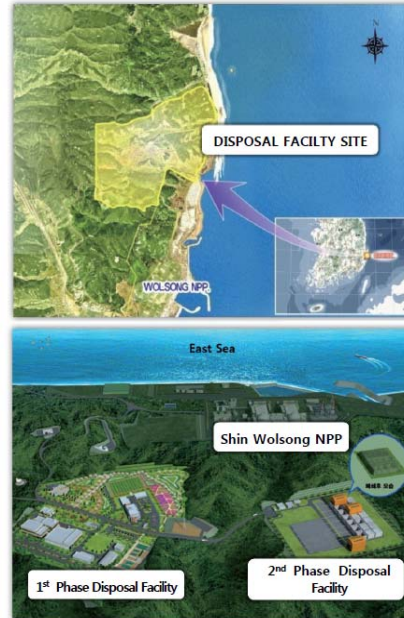 N
DISPOSAL FACILTY SITE
WOLSONG NPP
East Sea
Shin Wolsong NPP
1st Phase Disposal Facility
2nd Phase Disposal
Facility